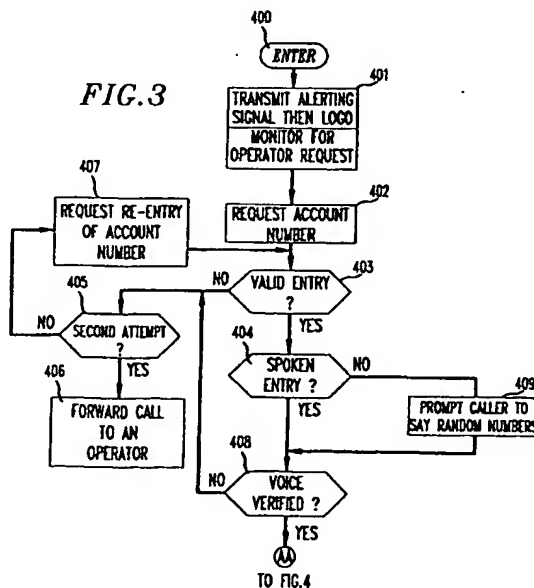 400
ENTER
FIG.3
401
TRANSMIT ALERTING
SIGNAL THEN LOGO
MONITOR FOR
OPERATOR REQUEST
407
REQUEST RE-ENTRY
OF ACCOUNT
NUMBER
402
REQUEST ACCOUNT
NUMBER
403
VALID ENTRY
?
NO
YES
405
SECOND ATTEMPT
?
NO
YES
404
SPOKEN
ENTRY ?
NO
YES
409
PROMPT CALLER TO
SAY RANDOM NUMBERS
406
FORWARD CALL
TO AN
OPERATOR
408
VOICE
VERIFIED ?
NO
YES
AA
TO FIG.4